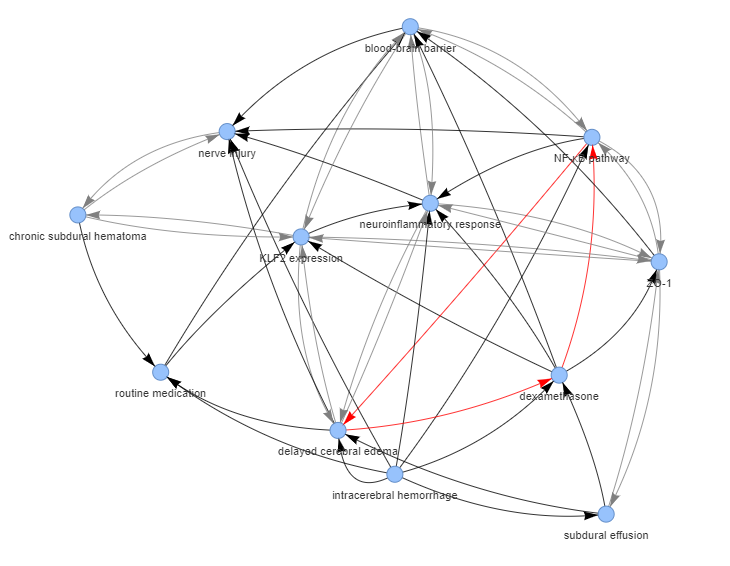 blood-brain barrier
nerve injury
NF-κB pathway
chronic subdural hematoma
neuroinflammatory response
KLF2 expression
ZO-1
routine medication
dexamethasone
delayed cerebral edema
intracerebral hemorrhage
subdural effusion